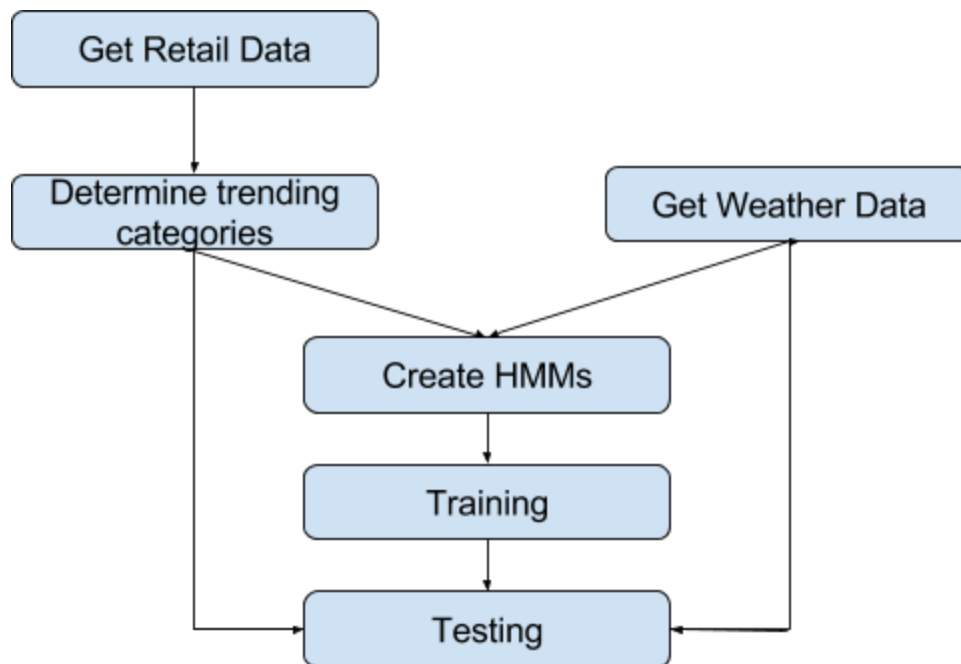 Get Retail Data
Determine trending
categories
Get Weather Data
Create HMMs
Training
Testing